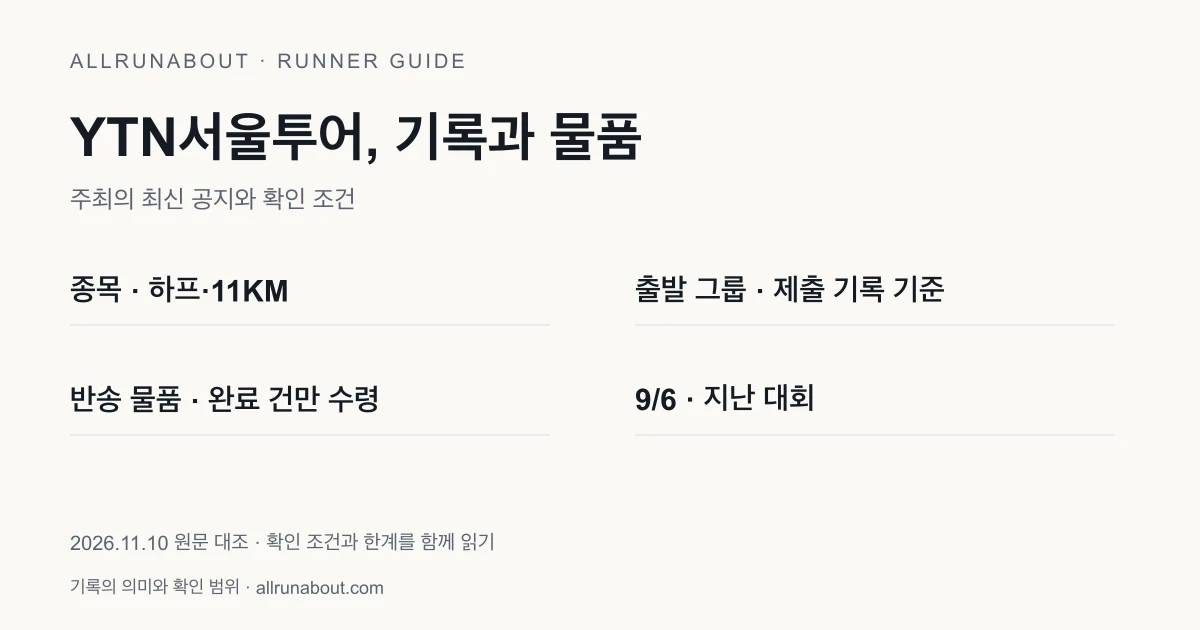 ALLRUNABOUT · RUNNER GUIDE
YTN서울투어, 기록과 물품
주최의 최신 공지와 확인 조건
종목 · 하프·11KM
출발 그룹 · 제출 기록 기준
반송 물품 · 완료 건만 수령
9/6 · 지난 대회
2026.11.10 원문 대조 · 확인 조건과 한계를 함께 읽기
기록의 의미와 확인 범위 · allrunabout.com